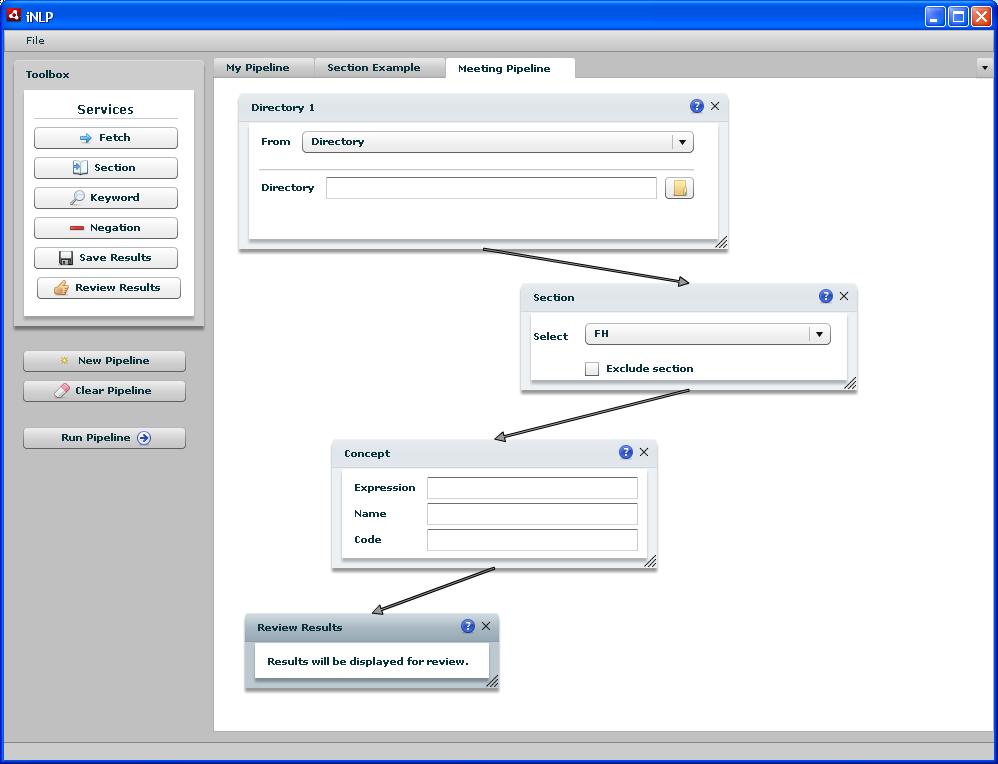 iNLP
File
Toolbox
Services
Fetch
Section
Keyword
Negation
Save Results
Review Results
New Pipeline
Clear Pipeline
Run Pipeline
My Pipeline
Section Example
Meeting Pipeline
Directory 1
?
From
Directory
Directory
Section
?
Select
FH
Exclude section
Concept
?
Expression
Name
Code
Review Results
?
Results will be displayed for review.